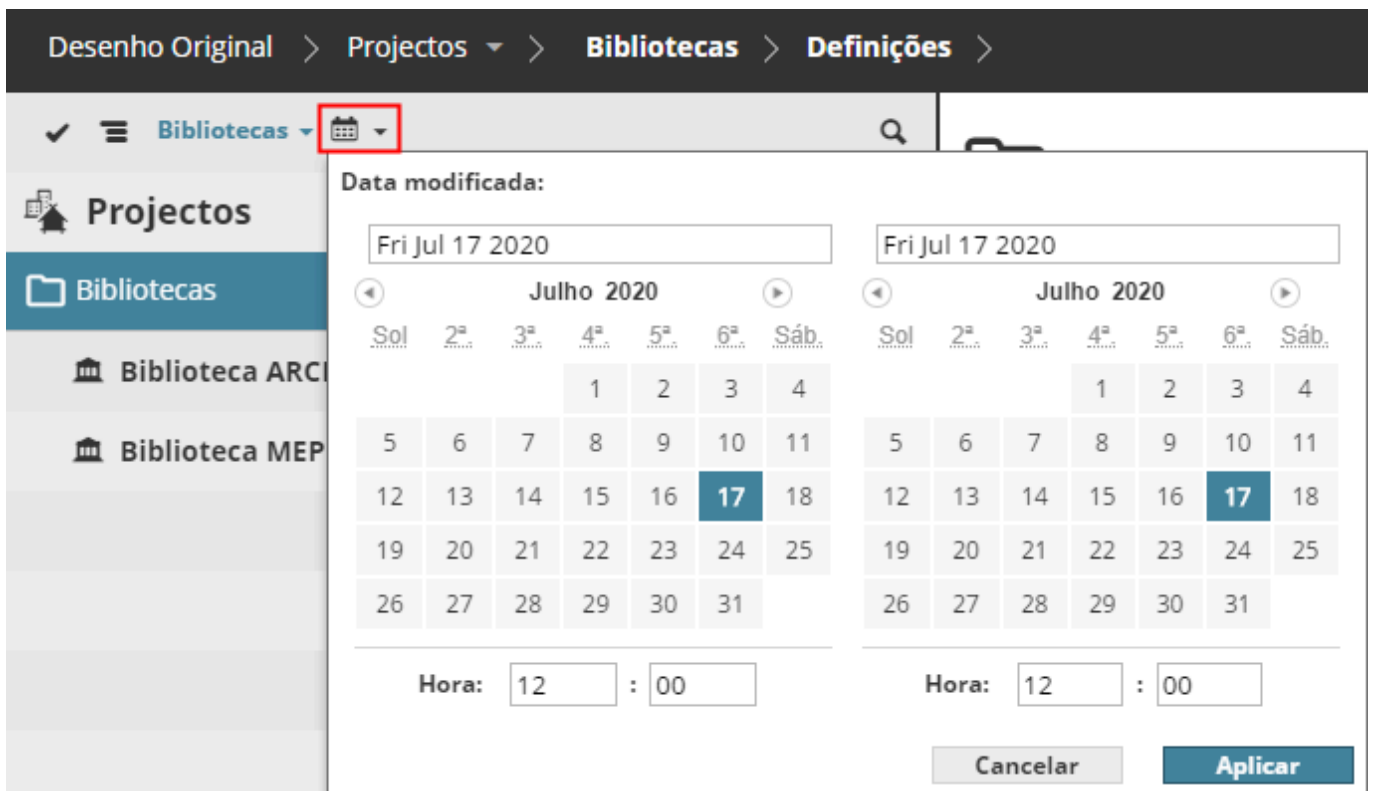 Desenho Original > Projectos > Bibliotecas > Definições >
Bibliotecas
Data modificada:
Projectos
Fri Jul 17 2020 Fri Jul 17 2020
Bibliotecas
Julho 2020 Julho 2020
Sol 2ª. 3ª. 4ª. 5ª. 6ª. Sáb. Sol 2ª. 3ª. 4ª. 5ª. 6ª. Sáb.
Biblioteca ARCI
1 2 3 4 1 2 3 4
Biblioteca MEP
5 6 7 8 9 10 11 5 6 7 8 9 10 11
12 13 14 15 16 17 18 12 13 14 15 16 17 18
19 20 21 22 23 24 25 19 20 21 22 23 24 25
26 27 28 29 30 31 26 27 28 29 30 31
Hora: 12 : 00 Hora: 12 : 00
Cancelar Aplicar